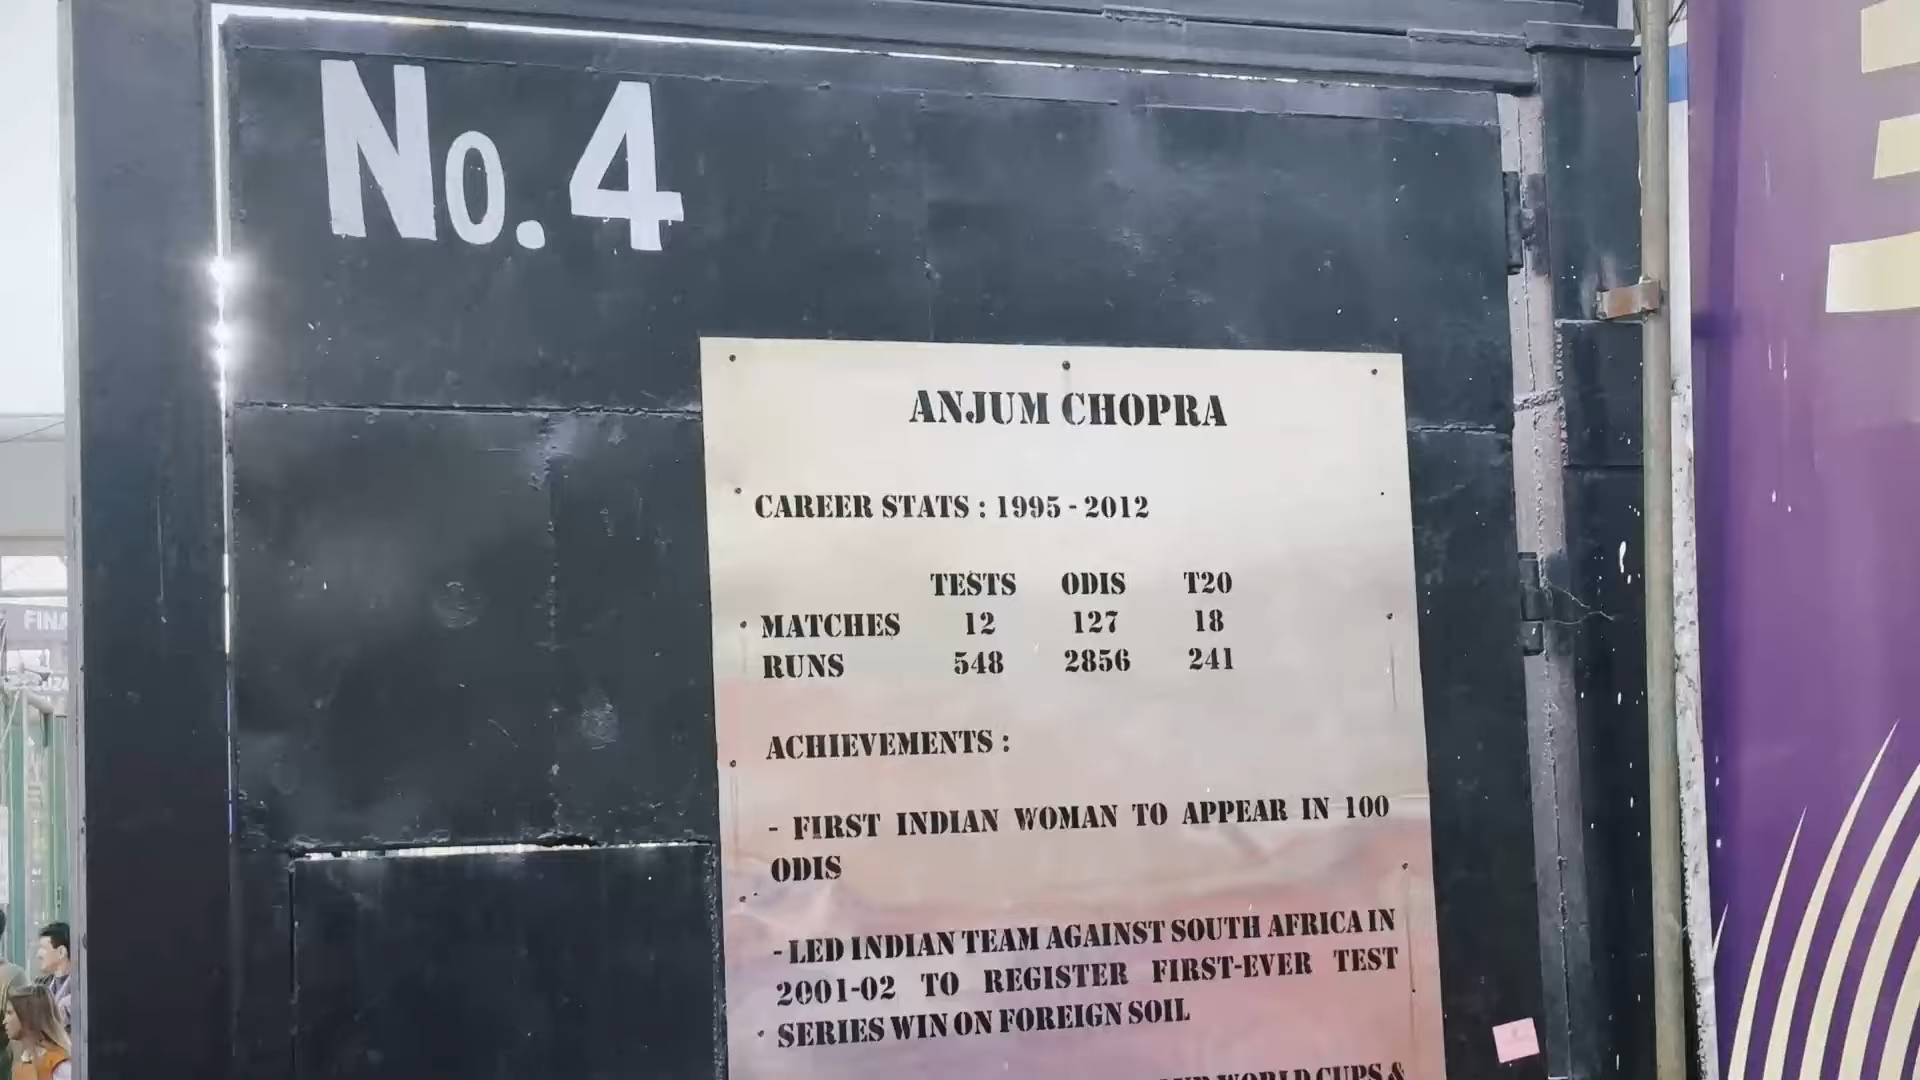 No. 4
ANJUM CHOPRA
CAREER STATS : 1995 - 2012
TESTS ODIS T20
MATCHES 12 127 18
RUNS 548 2856 241
ACHIEVEMENTS :
- FIRST INDIAN WOMAN TO APPEAR IN 100
ODIS
- LED INDIAN TEAM AGAINST SOUTH AFRICA IN
2001-02 TO REGISTER FIRST-EVER TEST
SERIES WIN ON FOREIGN SOIL
WORLD CUPS &